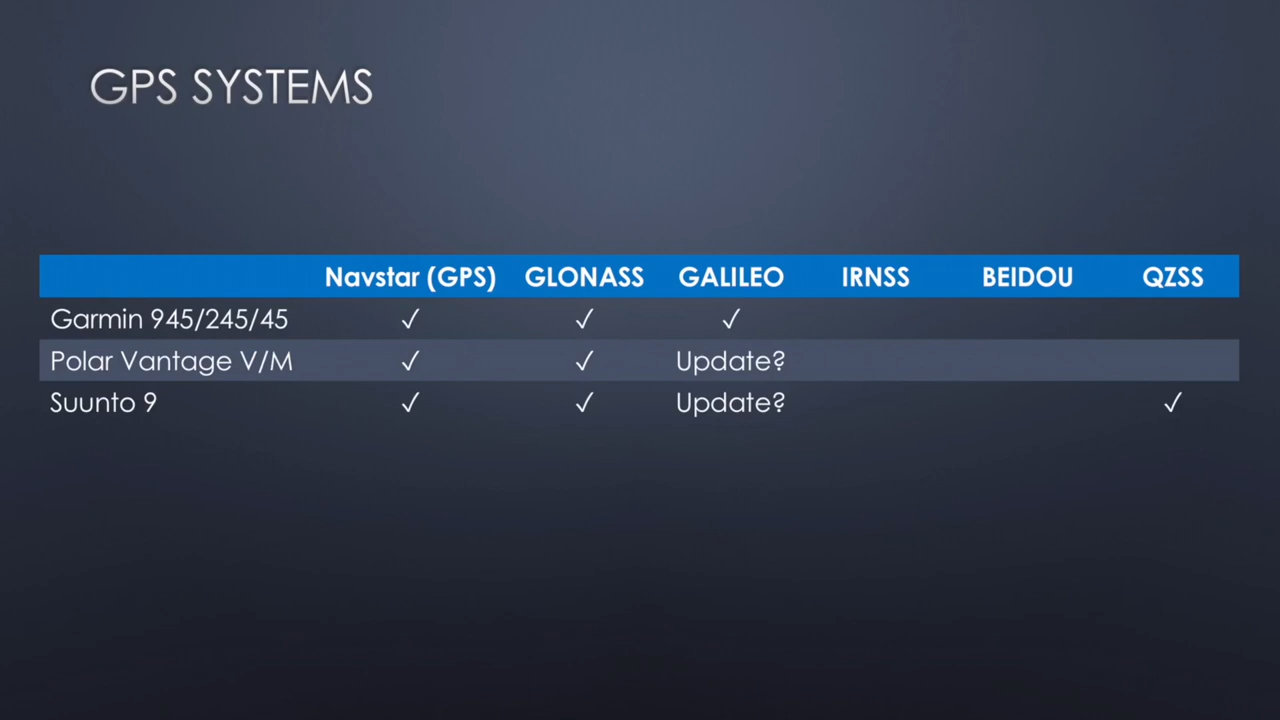 GPS SYSTEMS
Navstar (GPS) GLONASS GALILEO IRNSS BEIDOU QZSS
Garmin 945/245/45 ✓ ✓ ✓
Polar Vantage V/M ✓ ✓ Update?
Suunto 9 ✓ ✓ Update? ✓